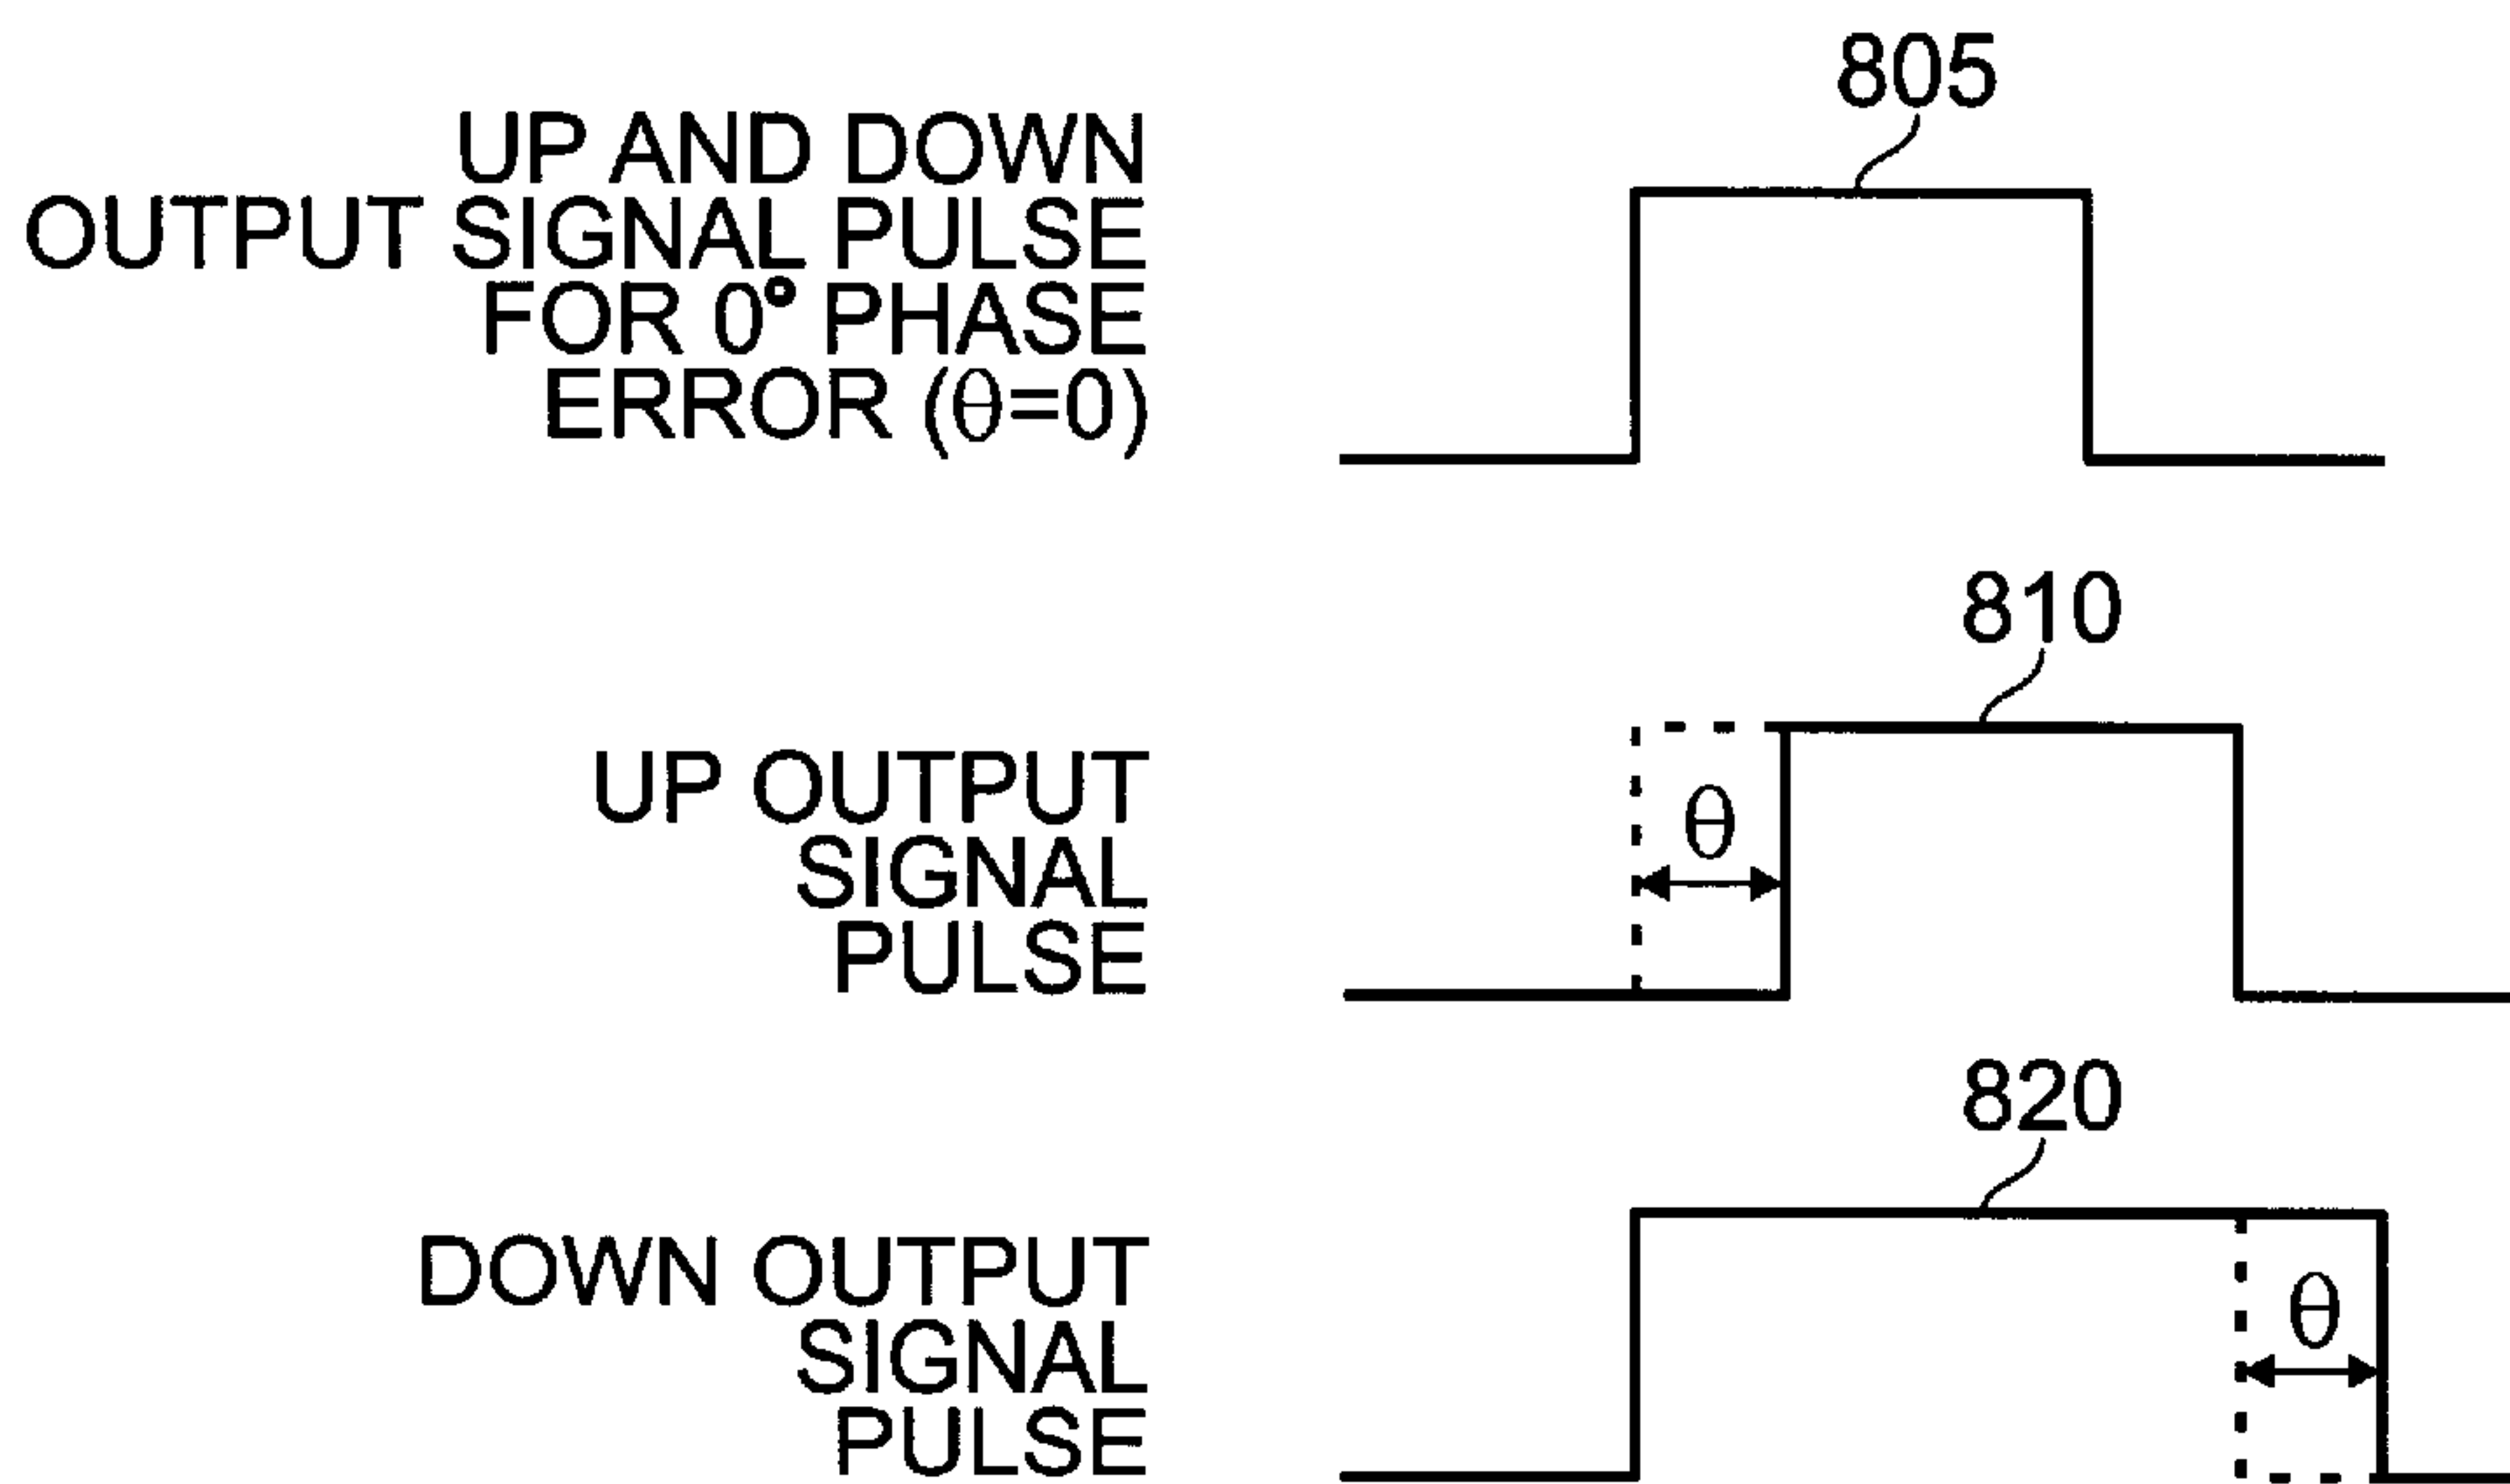 805
UP AND DOWN
OUTPUT SIGNAL PULSE
FOR 0° PHASE
ERROR (θ=0)
810
UP OUTPUT
SIGNAL
PULSE
θ
820
DOWN OUTPUT
SIGNAL
PULSE
θ